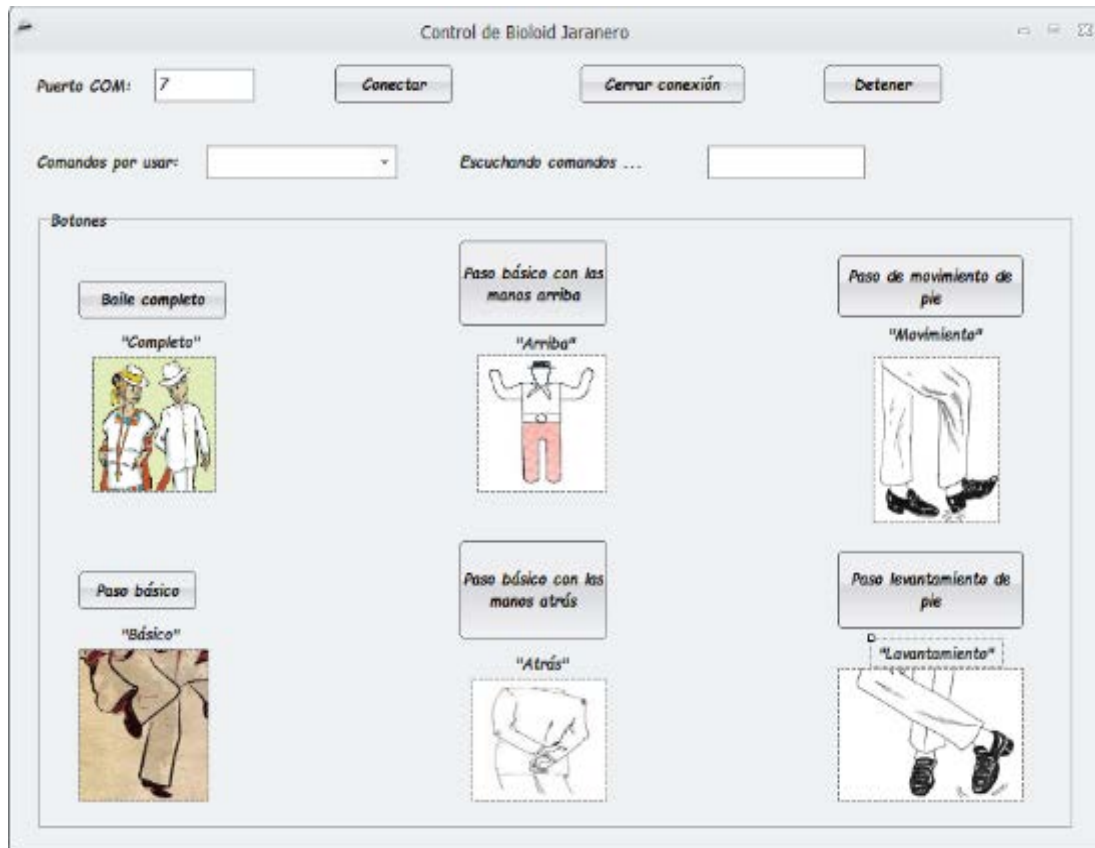 Control de Bioloid Jaranero
Puerto COM: 7 Conectar Cerrar conexión Detener
Comandos por usar: Escuchando comandos ...
Botones
Baile completo
"Completo"
Paso básico con las
manos arriba
"Arriba"
Paso de movimiento de
pie
"Movimiento"
Paso básico
"Básico"
Paso básico con las
manos atrás
"Atrás"
Paso levantamiento de
pie
"Lavantamiento"